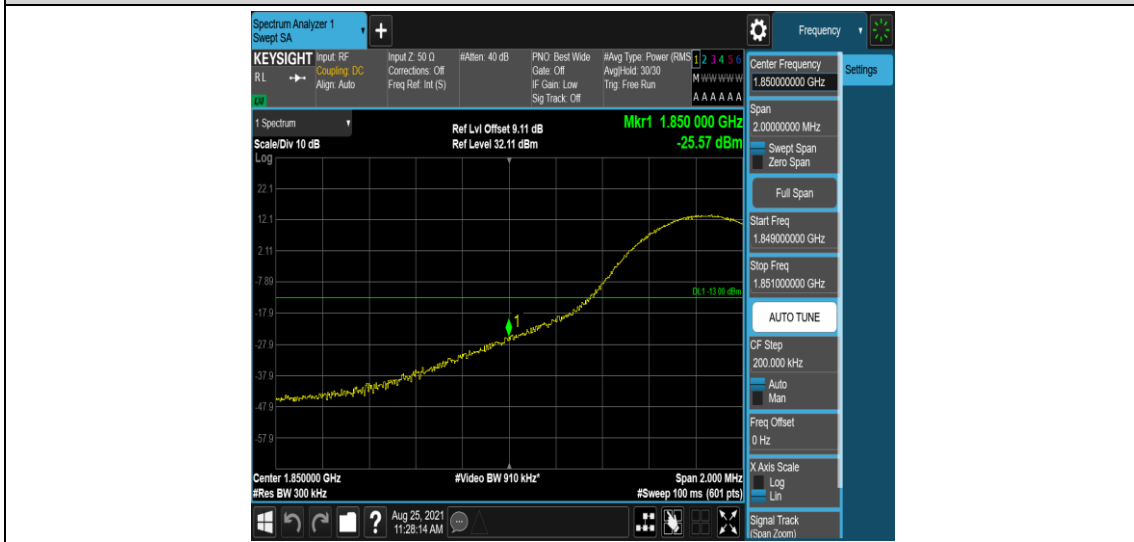 Spectrum Analyzer 1
Swept SA
+
Frequency
KEYSIGHT
RL
LXI
Input: RF
Coupling: DC
Align: Auto
Input Z: 50 Ω
Corrections: Off
Freq Ref: Int (S)
#Atten: 40 dB
PNO: Best Wide
Gate: Off
IF Gain: Low
Sig Track: Off
#Avg Type: Power (RMS
Avg|Hold: 30/30
Trig: Free Run
1 2 3 4 5 6
M W W W W W
A A A A A A
Center Frequency
1.850000000 GHz
Settings
1 Spectrum
Scale/Div 10 dB
Ref Lvl Offset 9.11 dB
Ref Level 32.11 dBm
Mkr1 1.850 000 GHz
-25.57 dBm
Log
22.1
12.1
2.11
-7.89
-17.9
-27.9
-37.9
-47.9
-57.9
DL1 -13.00 dBm
1
Center 1.850000 GHz
#Res BW 300 kHz
#Video BW 910 kHz*
Span 2.000 MHz
#Sweep 100 ms (601 pts)
Span
2.00000000 MHz
Swept Span
Zero Span
Full Span
Start Freq
1.849000000 GHz
Stop Freq
1.851000000 GHz
AUTO TUNE
CF Step
200.000 kHz
Auto
Man
Freq Offset
0 Hz
X Axis Scale
Log
Lin
Signal Track
(Span Zoom)
?
Aug 25, 2021
11:28:14 AM